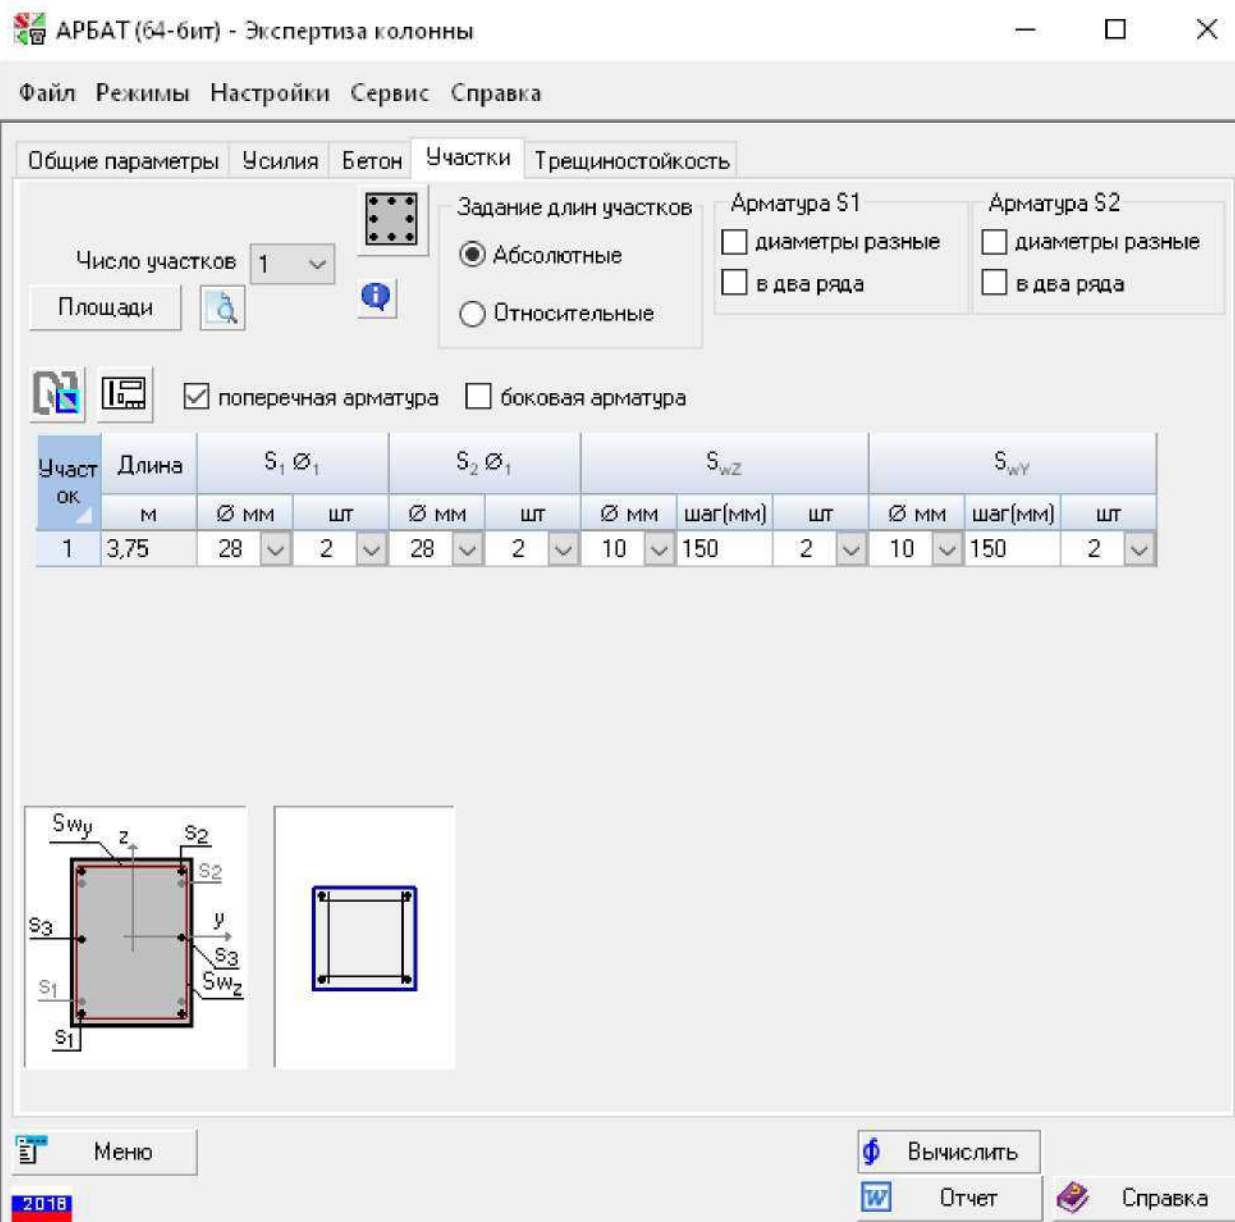 АРБАТ (64-бит) - Экспертиза колонны
Файл Режимы Настройки Сервис Справка
Общие параметры Усилия Бетон Участки Трещиностойкость
Число участков 1
Площади
Задание длин участков
Абсолютные
Относительные
Арматура S1
диаметры разные
в два ряда
Арматура S2
диаметры разные
в два ряда
поперечная арматура боковая арматура
Участок Длина S1 Ø1 S2 Ø1 SwZ SwY
м Ø мм шт Ø мм шт Ø мм шаг(мм) шт Ø мм шаг(мм) шт
1 3,75 28 2 28 2 10 150 2 10 150 2
Swy z S2
S2
S3 y
S3
S1 Swz
S1
Меню Вычислить
2018 Отчет Справка